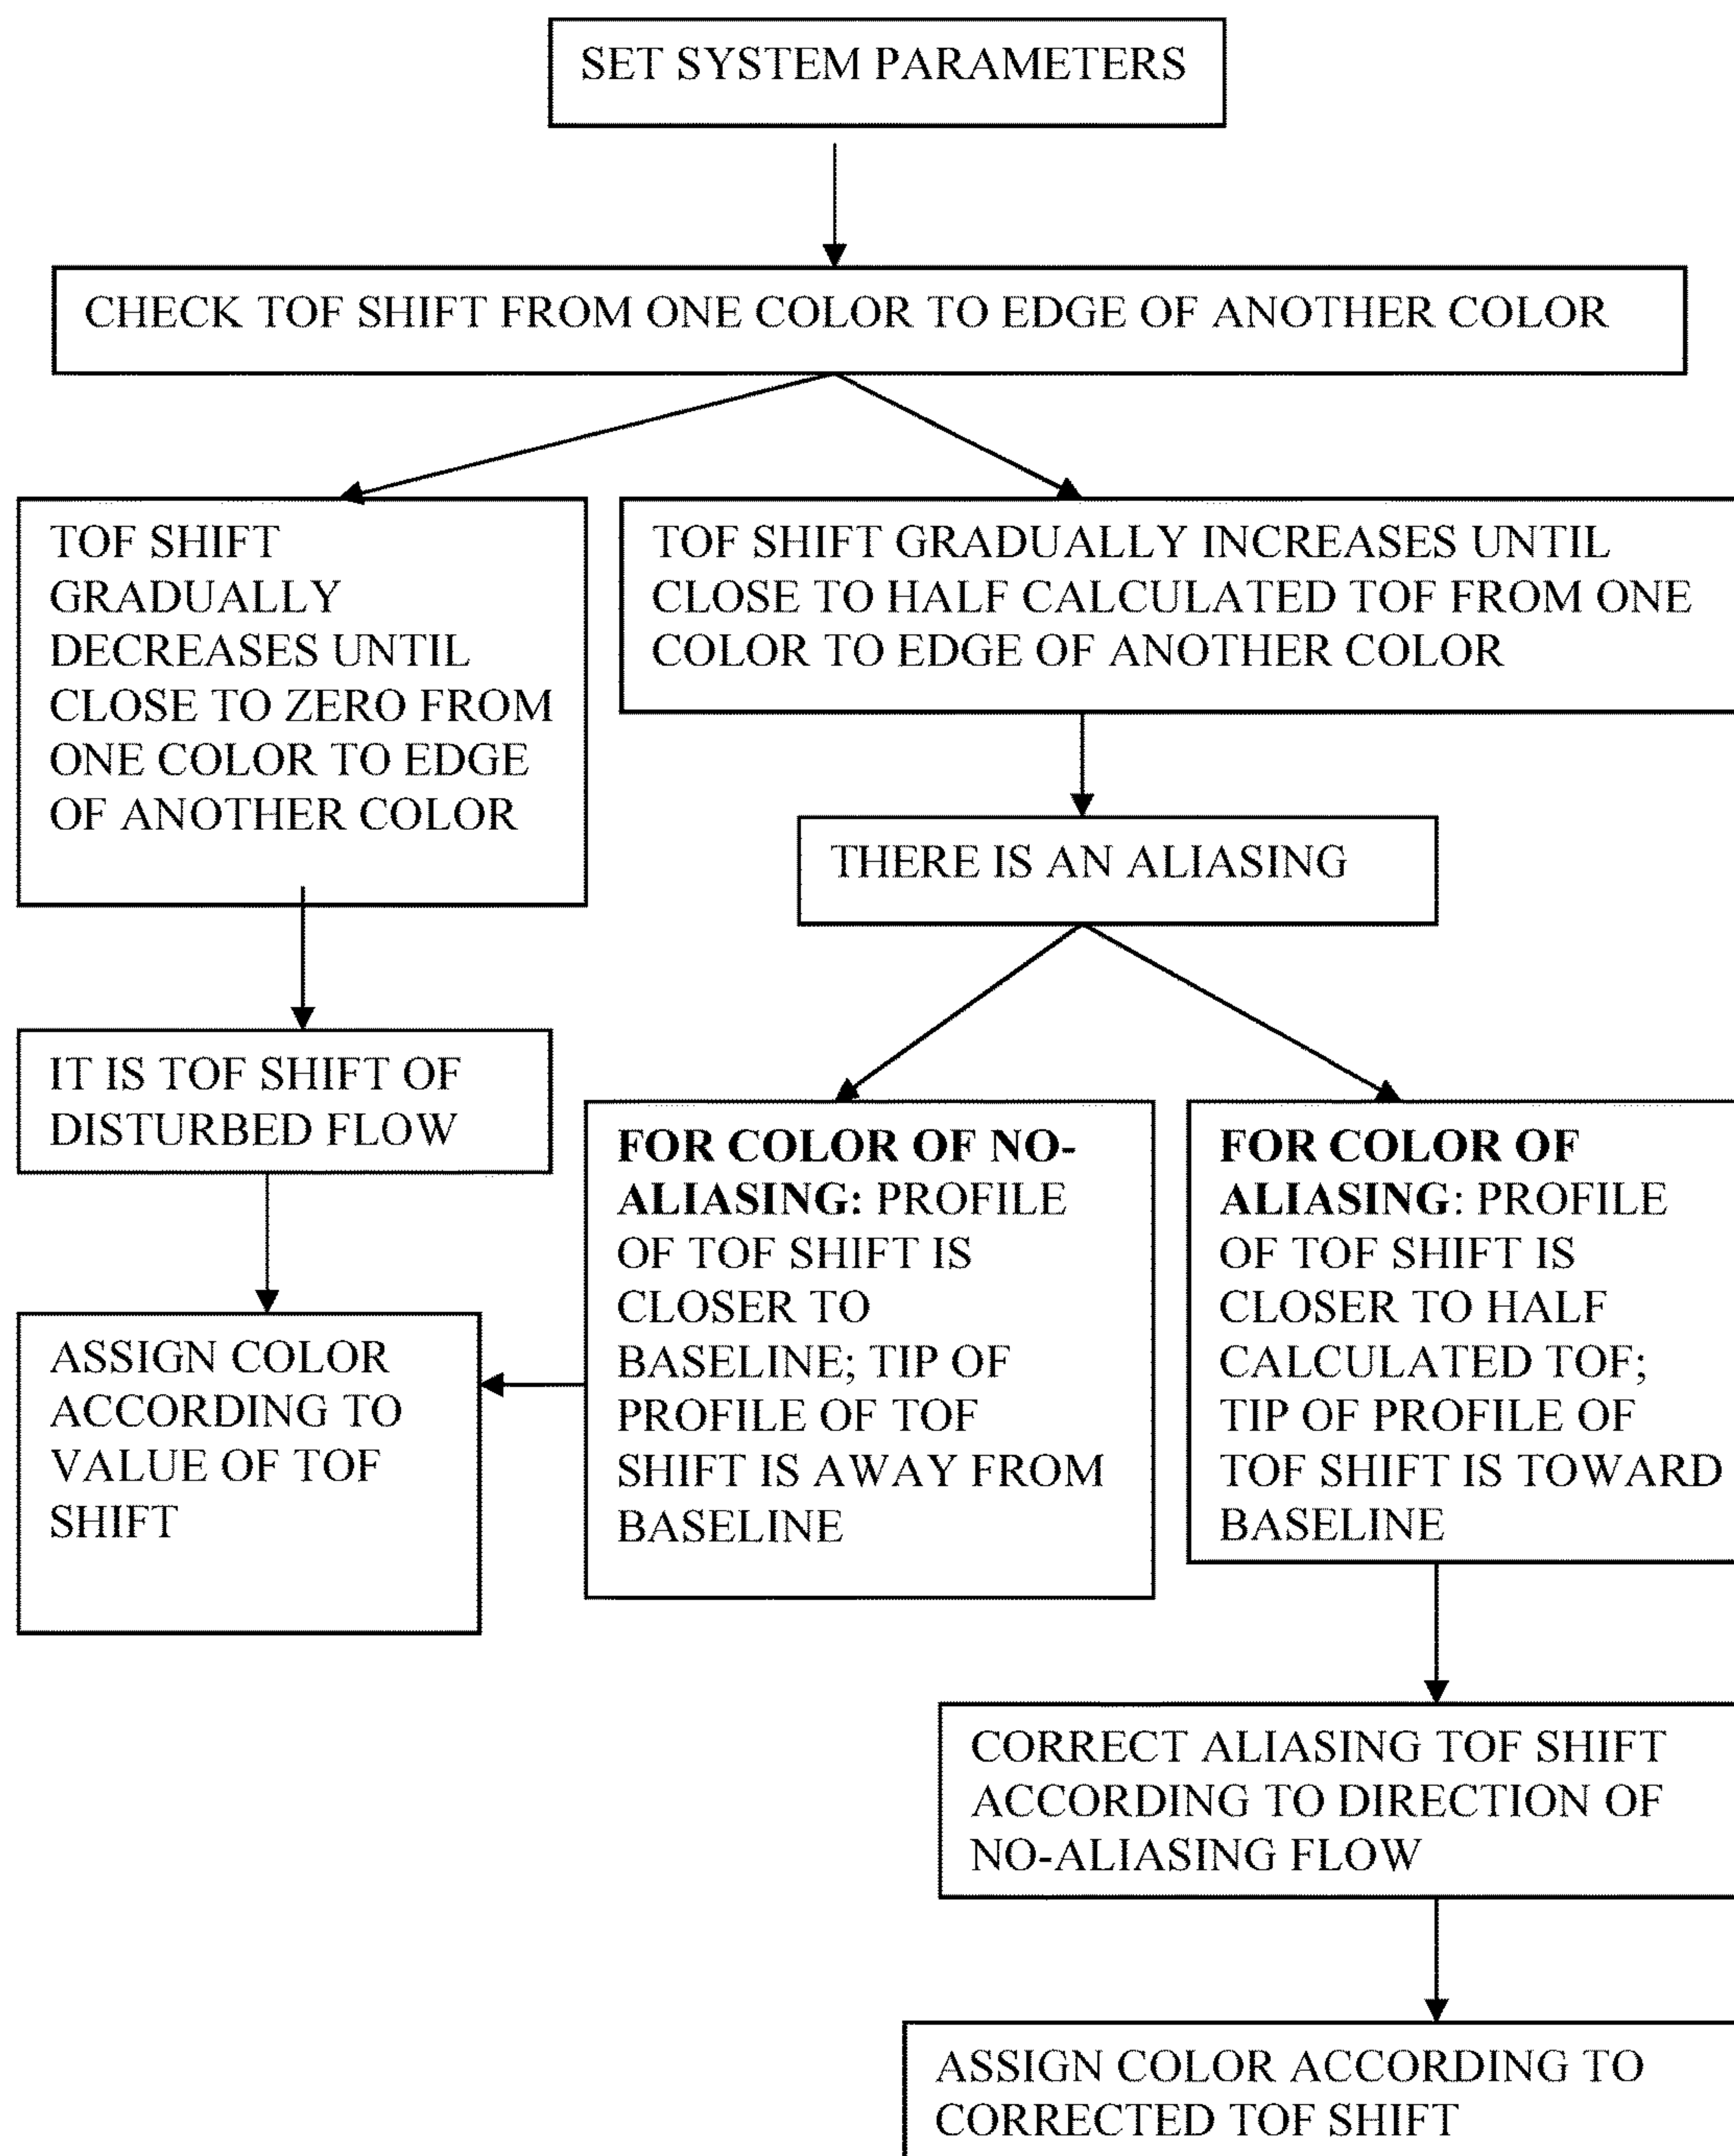 SET SYSTEM PARAMETERS
CHECK TOF SHIFT FROM ONE COLOR TO EDGE OF ANOTHER COLOR
TOF SHIFT
GRADUALLY
DECREASES UNTIL
CLOSE TO ZERO FROM
ONE COLOR TO EDGE
OF ANOTHER COLOR
TOF SHIFT GRADUALLY INCREASES UNTIL
CLOSE TO HALF CALCULATED TOF FROM ONE
COLOR TO EDGE OF ANOTHER COLOR
THERE IS AN ALIASING
IT IS TOF SHIFT OF
DISTURBED FLOW
FOR COLOR OF NO-
ALIASING: PROFILE
OF TOF SHIFT IS
CLOSER TO
BASELINE; TIP OF
PROFILE OF TOF
SHIFT IS AWAY FROM
BASELINE
FOR COLOR OF
ALIASING: PROFILE
OF TOF SHIFT IS
CLOSER TO HALF
CALCULATED TOF;
TIP OF PROFILE OF
TOF SHIFT IS TOWARD
BASELINE
ASSIGN COLOR
ACCORDING TO
VALUE OF TOF
SHIFT
CORRECT ALIASING TOF SHIFT
ACCORDING TO DIRECTION OF
NO-ALIASING FLOW
ASSIGN COLOR ACCORDING TO
CORRECTED TOF SHIFT